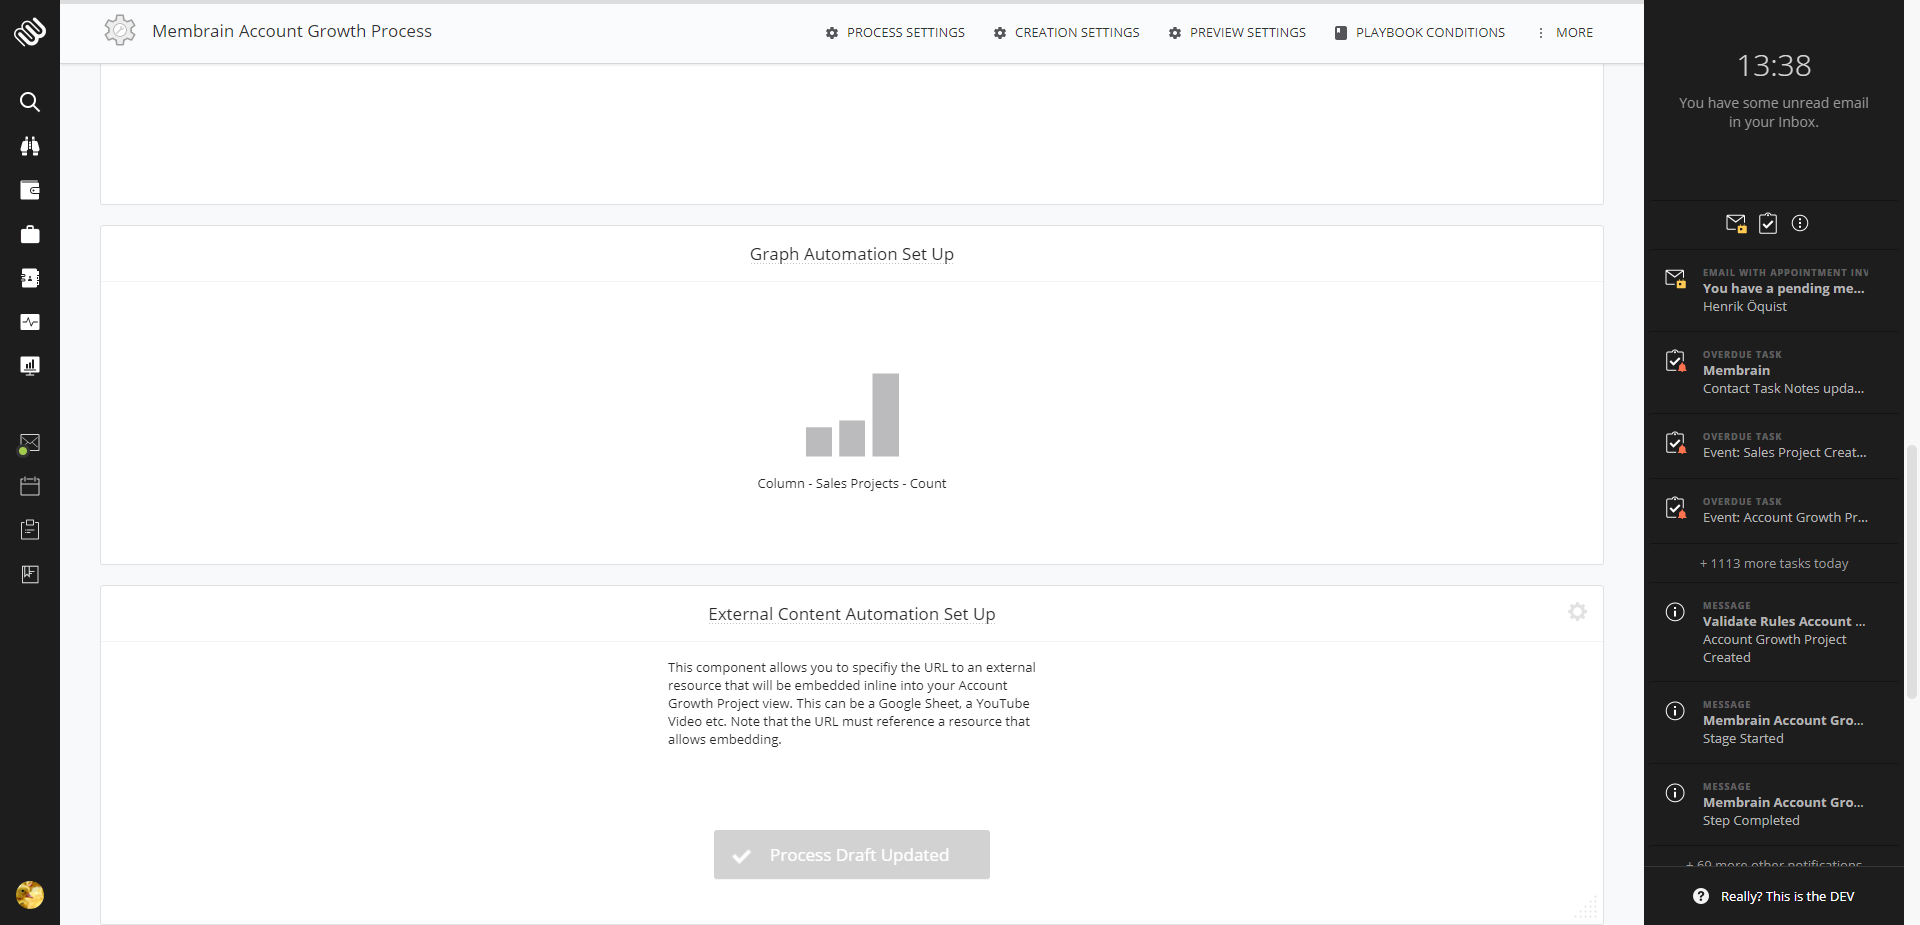 Membrain Account Growth Process
PROCESS SETTINGS
CREATION SETTINGS
PREVIEW SETTINGS
PLAYBOOK CONDITIONS
MORE
Graph Automation Set Up
Column - Sales Projects - Count
External Content Automation Set Up
This component allows you to specifiy the URL to an external
resource that will be embedded inline into your Account
Growth Project view. This can be a Google Sheet, a YouTube
Video etc. Note that the URL must reference a resource that
allows embedding.
Process Draft Updated
13:38
You have some unread email
in your Inbox.
EMAIL WITH APPOINTMENT INV
You have a pending me...
Henrik Öquist
OVERDUE TASK
Membrain
Contact Task Notes upda...
OVERDUE TASK
Event: Sales Project Creat...
OVERDUE TASK
Event: Account Growth Pr...
+ 1113 more tasks today
MESSAGE
Validate Rules Account ...
Account Growth Project
Created
MESSAGE
Membrain Account Gro...
Stage Started
MESSAGE
Membrain Account Gro...
Step Completed
+ 69 more other notifications
Really? This is the DEV